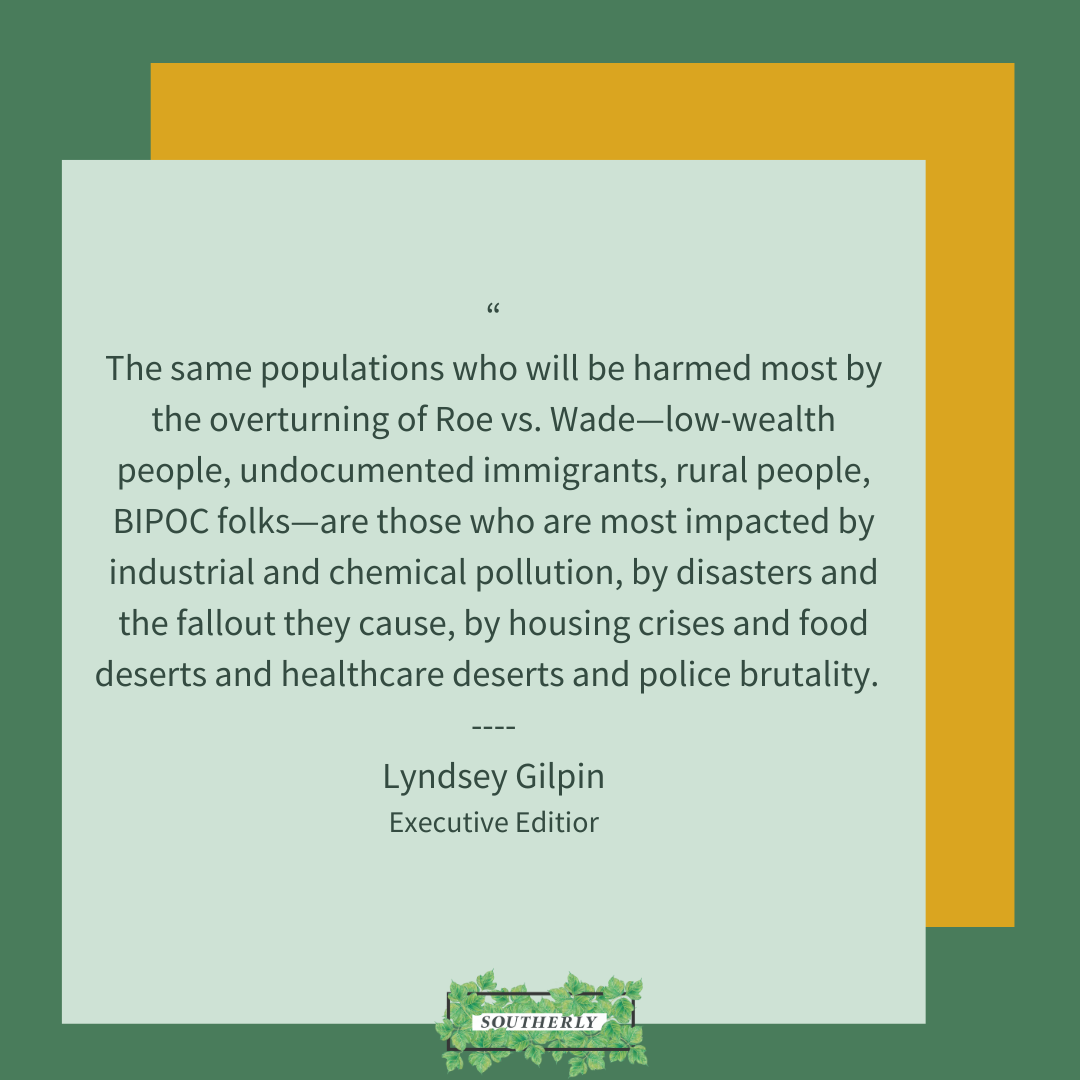 “
The same populations who will be harmed most by
the overturning of Roe vs. Wade—low-wealth
people, undocumented immigrants, rural people,
BIPOC folks—are those who are most impacted by
industrial and chemical pollution, by disasters and
the fallout they cause, by housing crises and food
deserts and healthcare deserts and police brutality.
----
Lyndsey Gilpin
Executive Editior
SOUTHERLY